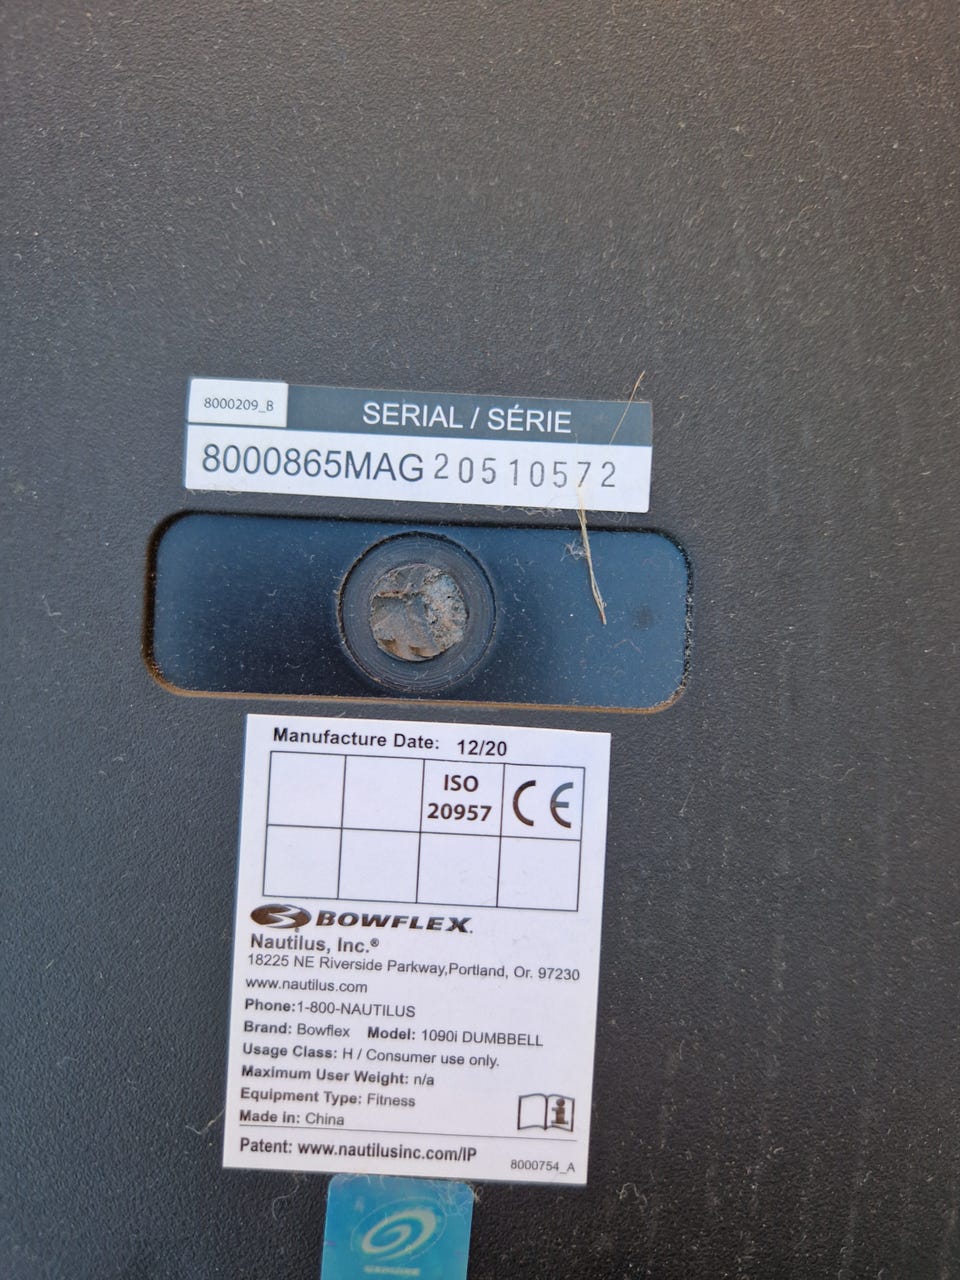 8000209_B
SERIAL / SÉRIE
8000865MAG20510572
Manufacture Date: 12/20
ISO
20957
CE
BOWFLEX.
Nautilus, Inc.®
18225 NE Riverside Parkway,Portland, Or. 97230
www.nautilus.com
Phone:1-800-NAUTILUS
Brand: Bowflex Model: 1090i DUMBBELL
Usage Class: H / Consumer use only.
Maximum User Weight: n/a
Equipment Type: Fitness
Made in: China
Patent: www.nautilusinc.com/IP
8000754_A
GENUINE